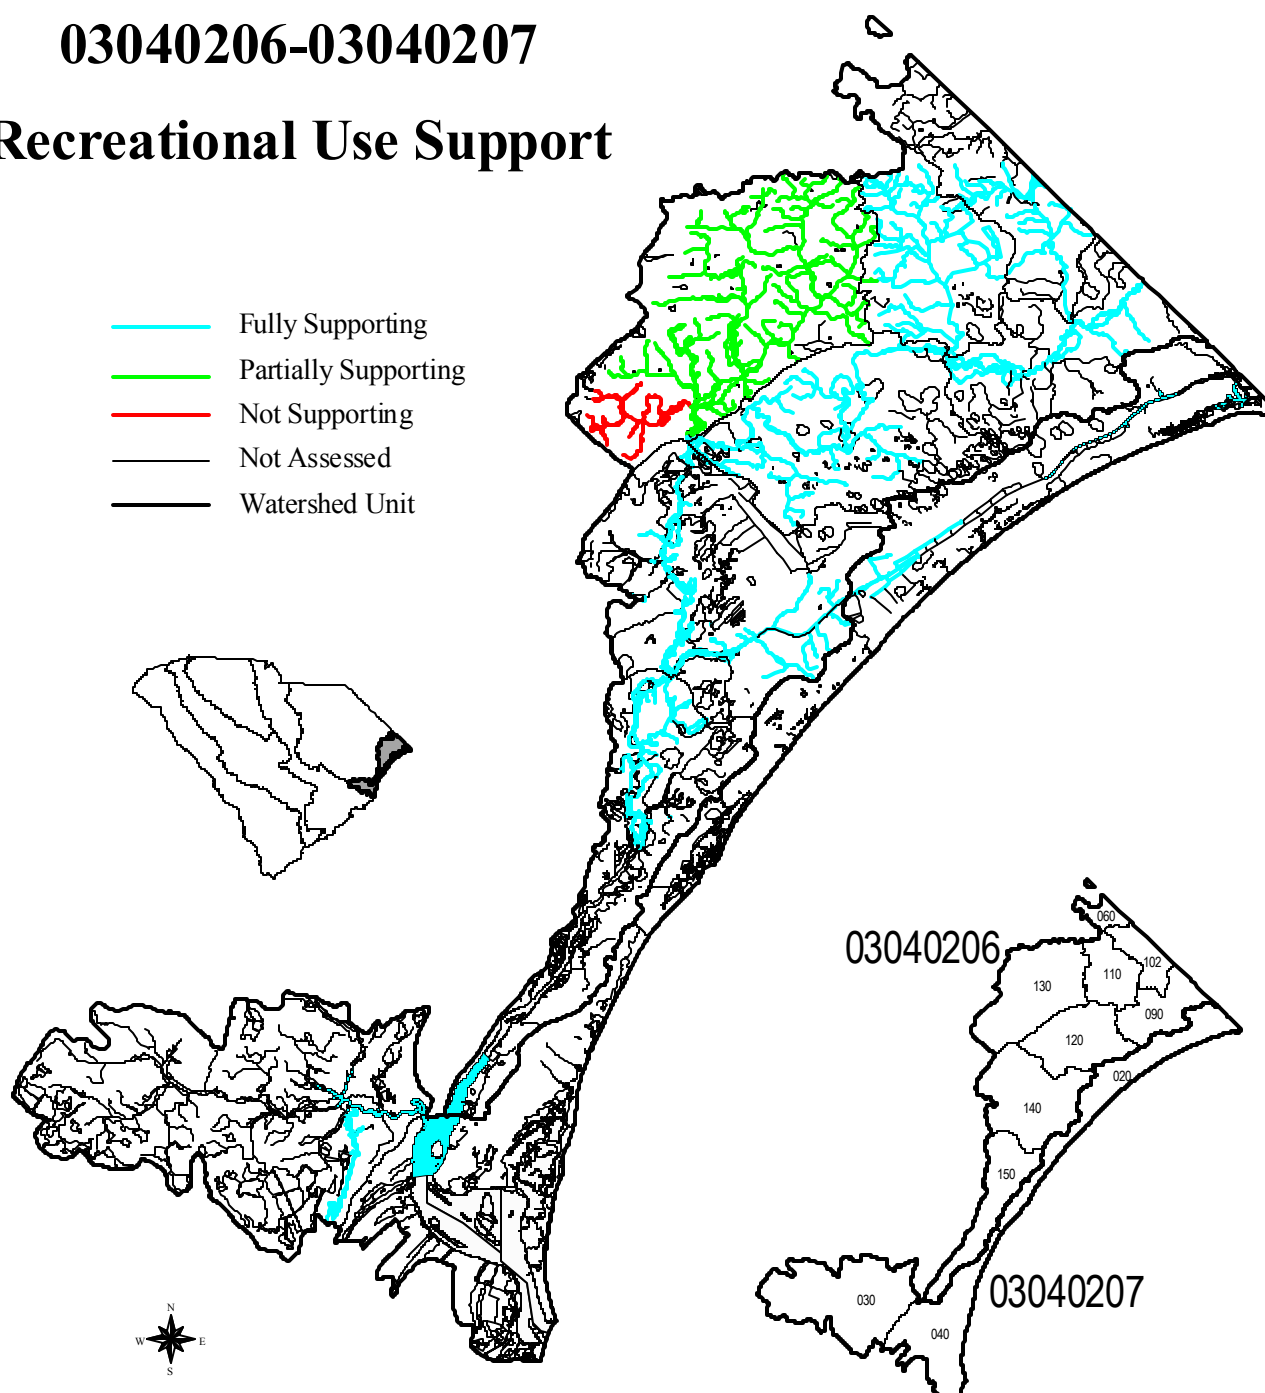 03040206-03040207
Recreational Use Support
Fully Supporting
Partially Supporting
Not Supporting
Not Assessed
Watershed Unit
03040206
060
102
110
130
090
120
020
140
150
03040207
030
040
N
W
E
S